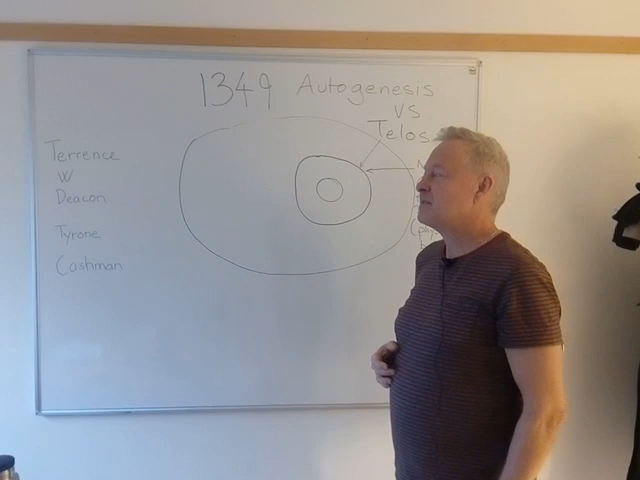 1349 Autogenesis
vs
Telos
Terrence
W
Deacon
Tyrone
Cashman